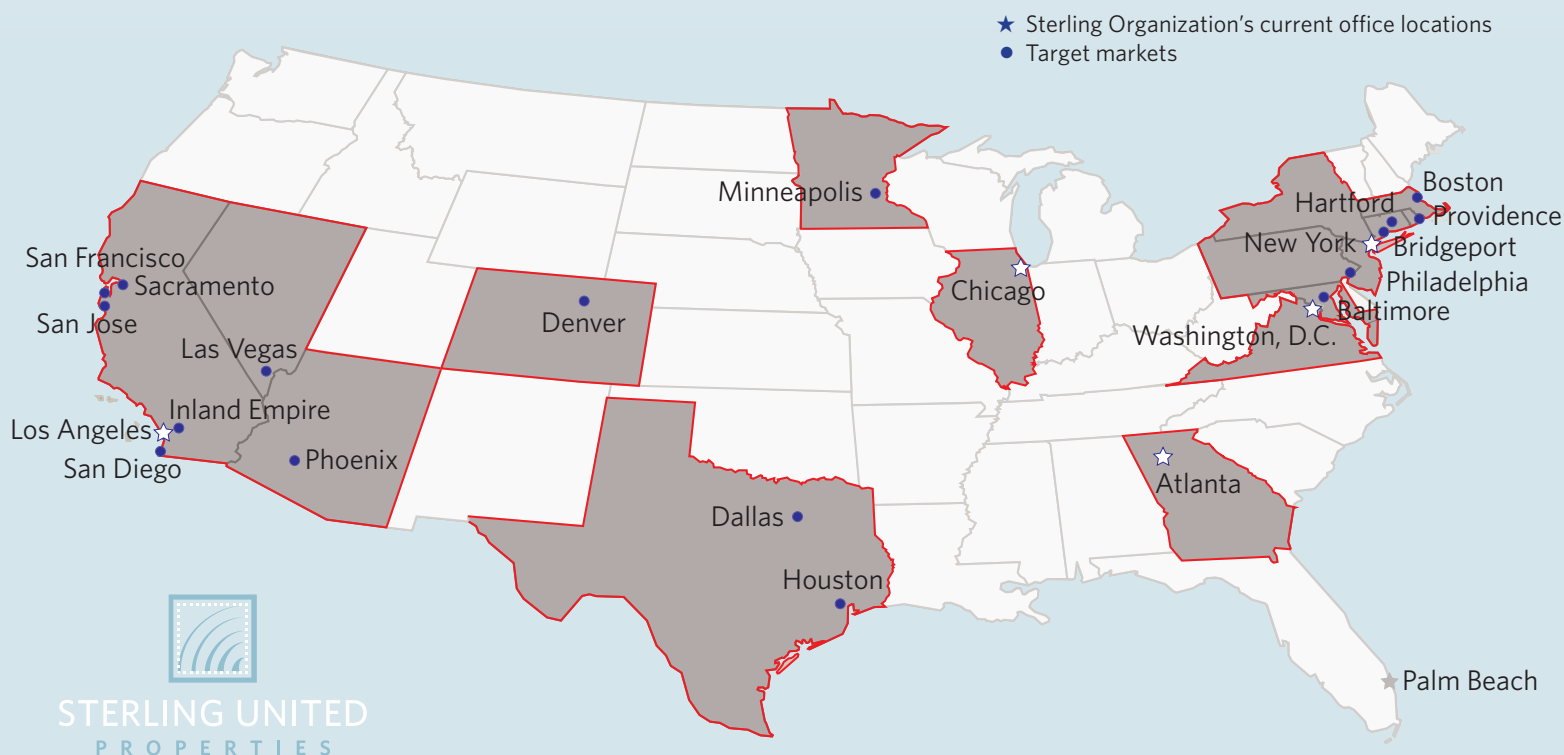 ★ Sterling Organization's current office locations
● Target markets
Minneapolis
Boston
Hartford
Providence
New York
Bridgeport
San Francisco
Sacramento
Philadelphia
Chicago
Baltimore
San Jose
Denver
Washington, D.C.
Las Vegas
Inland Empire
Los Angeles
San Diego
Phoenix
Atlanta
Dallas
Houston
Palm Beach
STERLING UNITED
PROPERTIES